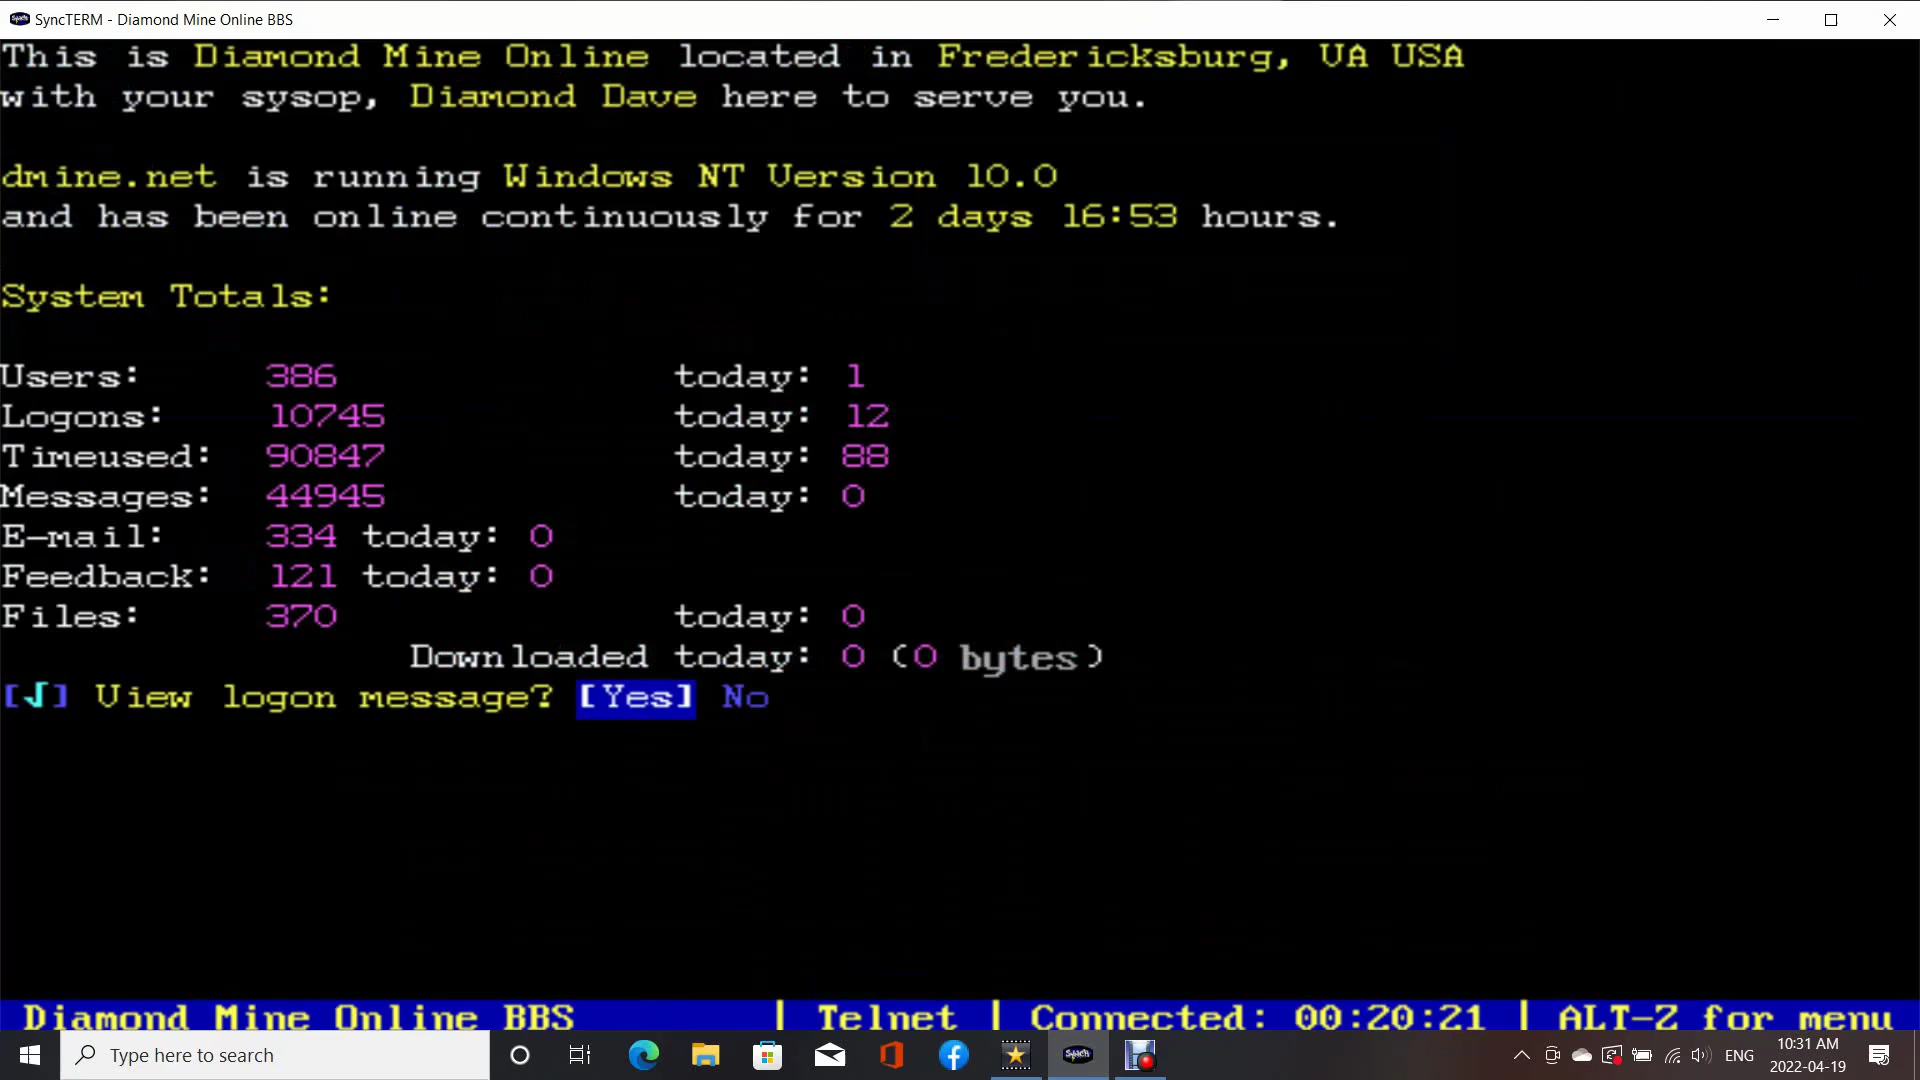 SyncTERM - Diamond Mine Online BBS
This is Diamond Mine Online located in Fredericksburg, VA USA
with your sysop, Diamond Dave here to serve you.
dmine.net is running Windows NT Version 10.0
and has been online continuously for 2 days 16:53 hours.
System Totals:
Users: 386 today: 1
Logons: 10745 today: 12
Timeused: 90847 today: 88
Messages: 44945 today: 0
E-mail: 334 today: 0
Feedback: 121 today: 0
Files: 370 today: 0
Downloaded today: 0 (0 bytes)
[√] View logon message? [Yes] No
Diamond Mine Online BBS | Telnet | Connected: 00:20:21 | ALT-Z for menu
Type here to search
ENG
10:31 AM
2022-04-19